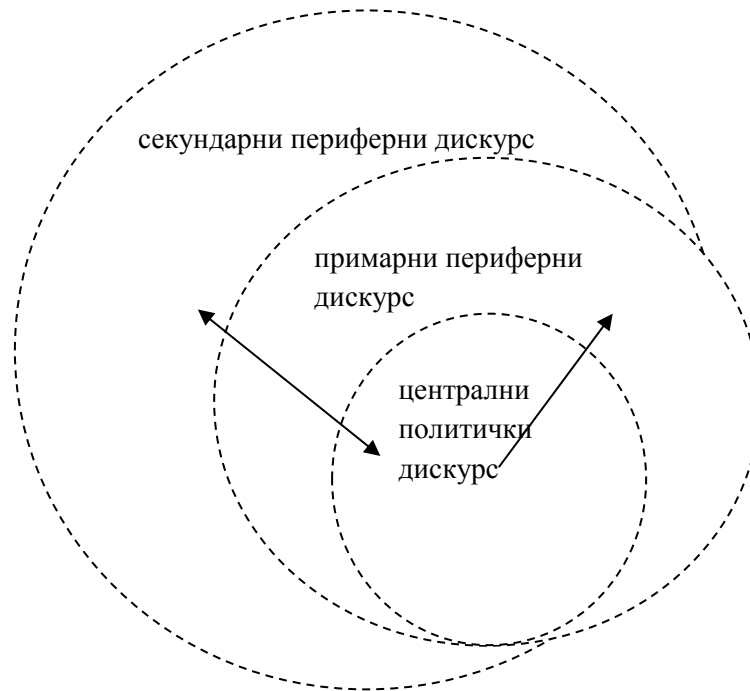 секундарни периферни дискурс
примарни периферни
дискурс
централни
политички
дискурс